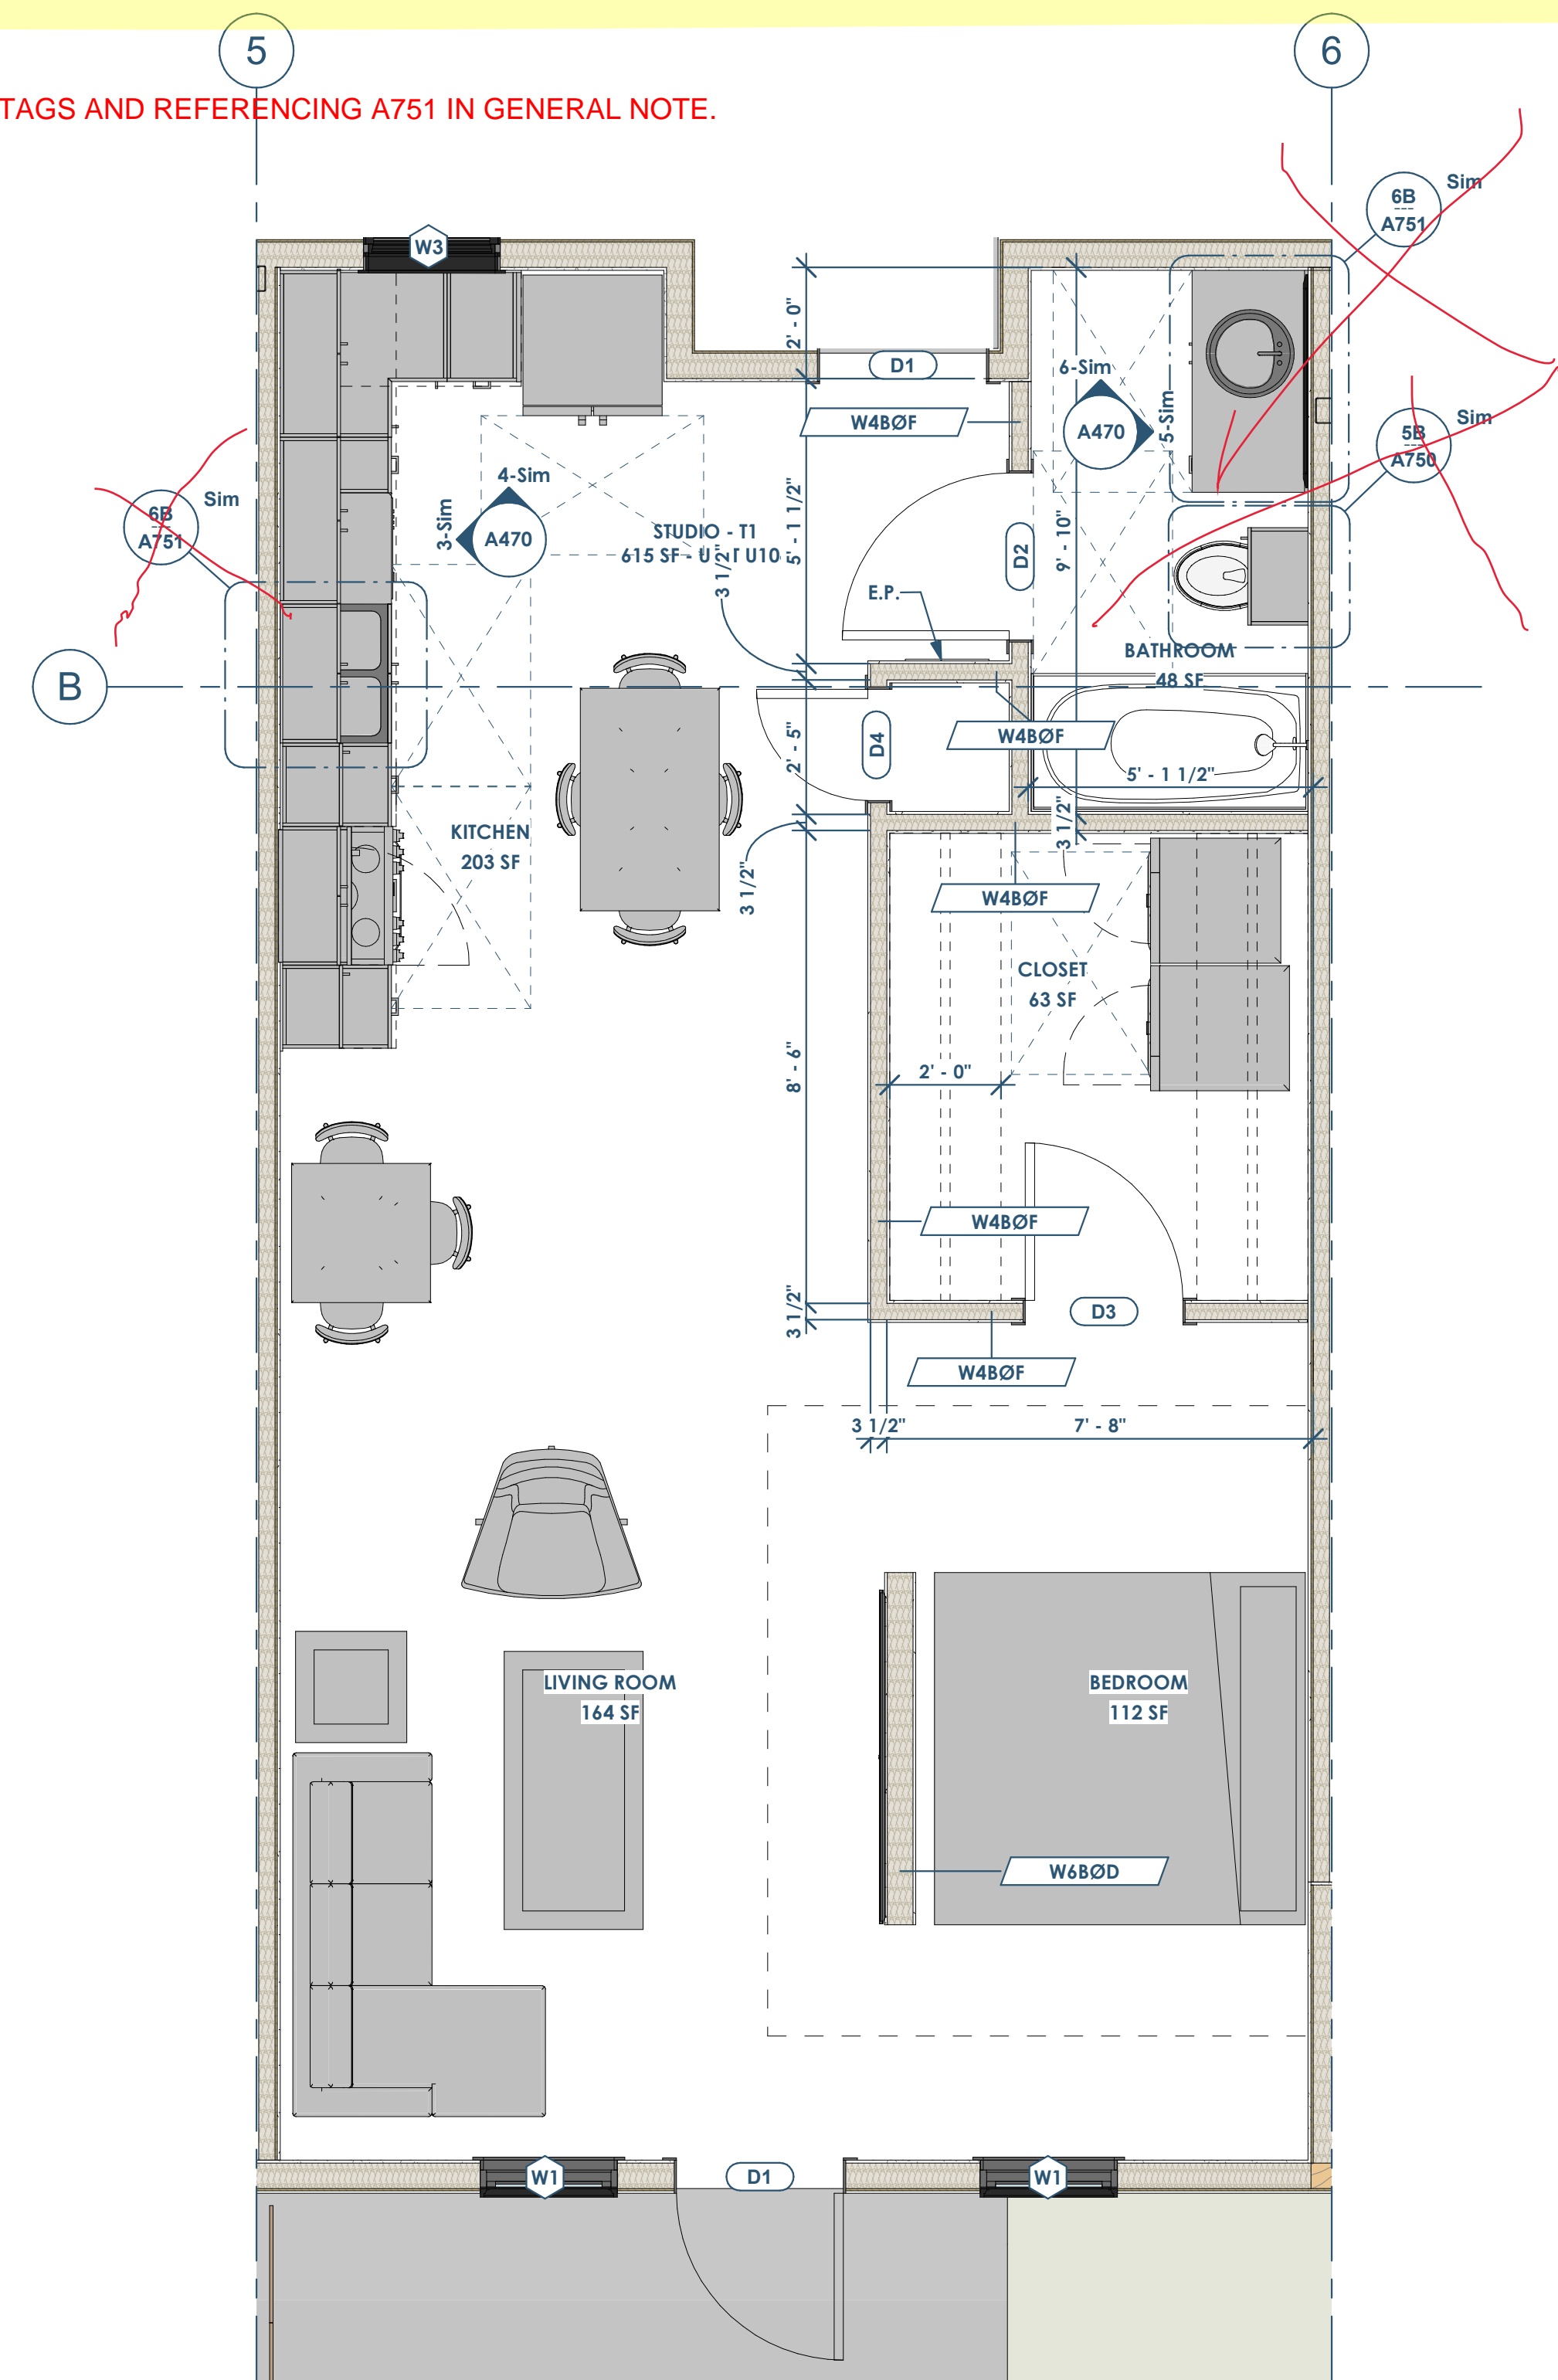 5
6
TAGS AND REFERENCING A751 IN GENERAL NOTE.
6B
A751
Sim
W3
2' - 0"
D1
6-Sim
W4BØF
A470
5-Sim
5B
A750
Sim
4-Sim
3-Sim
A470
6B
A751
Sim
STUDIO - T1
615 SF - U
T U10
3 1/2"
5' - 1 1/2"
D2
9' - 10"
E.P.
BATHROOM
48 SF
B
2' - 5"
D4
W4BØF
5' - 1 1/2"
3 1/2"
KITCHEN
203 SF
3 1/2"
W4BØF
CLOSET
63 SF
8' - 6"
2' - 0"
W4BØF
3 1/2"
D3
W4BØF
3 1/2"
7' - 8"
LIVING ROOM
164 SF
BEDROOM
112 SF
W6BØD
W1
D1
W1